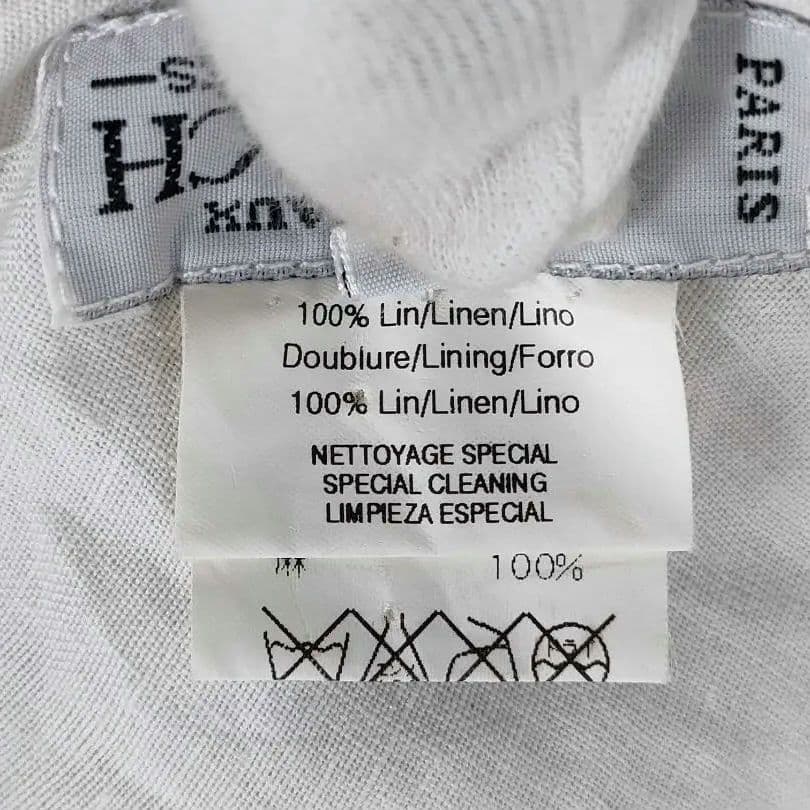 PARIS
100% Lin/Linen/Lino
Doublure/Lining/Forro
100% Lin/Linen/Lino
NETTOYAGE SPECIAL
SPECIAL CLEANING
LIMPIEZA ESPECIAL
100%